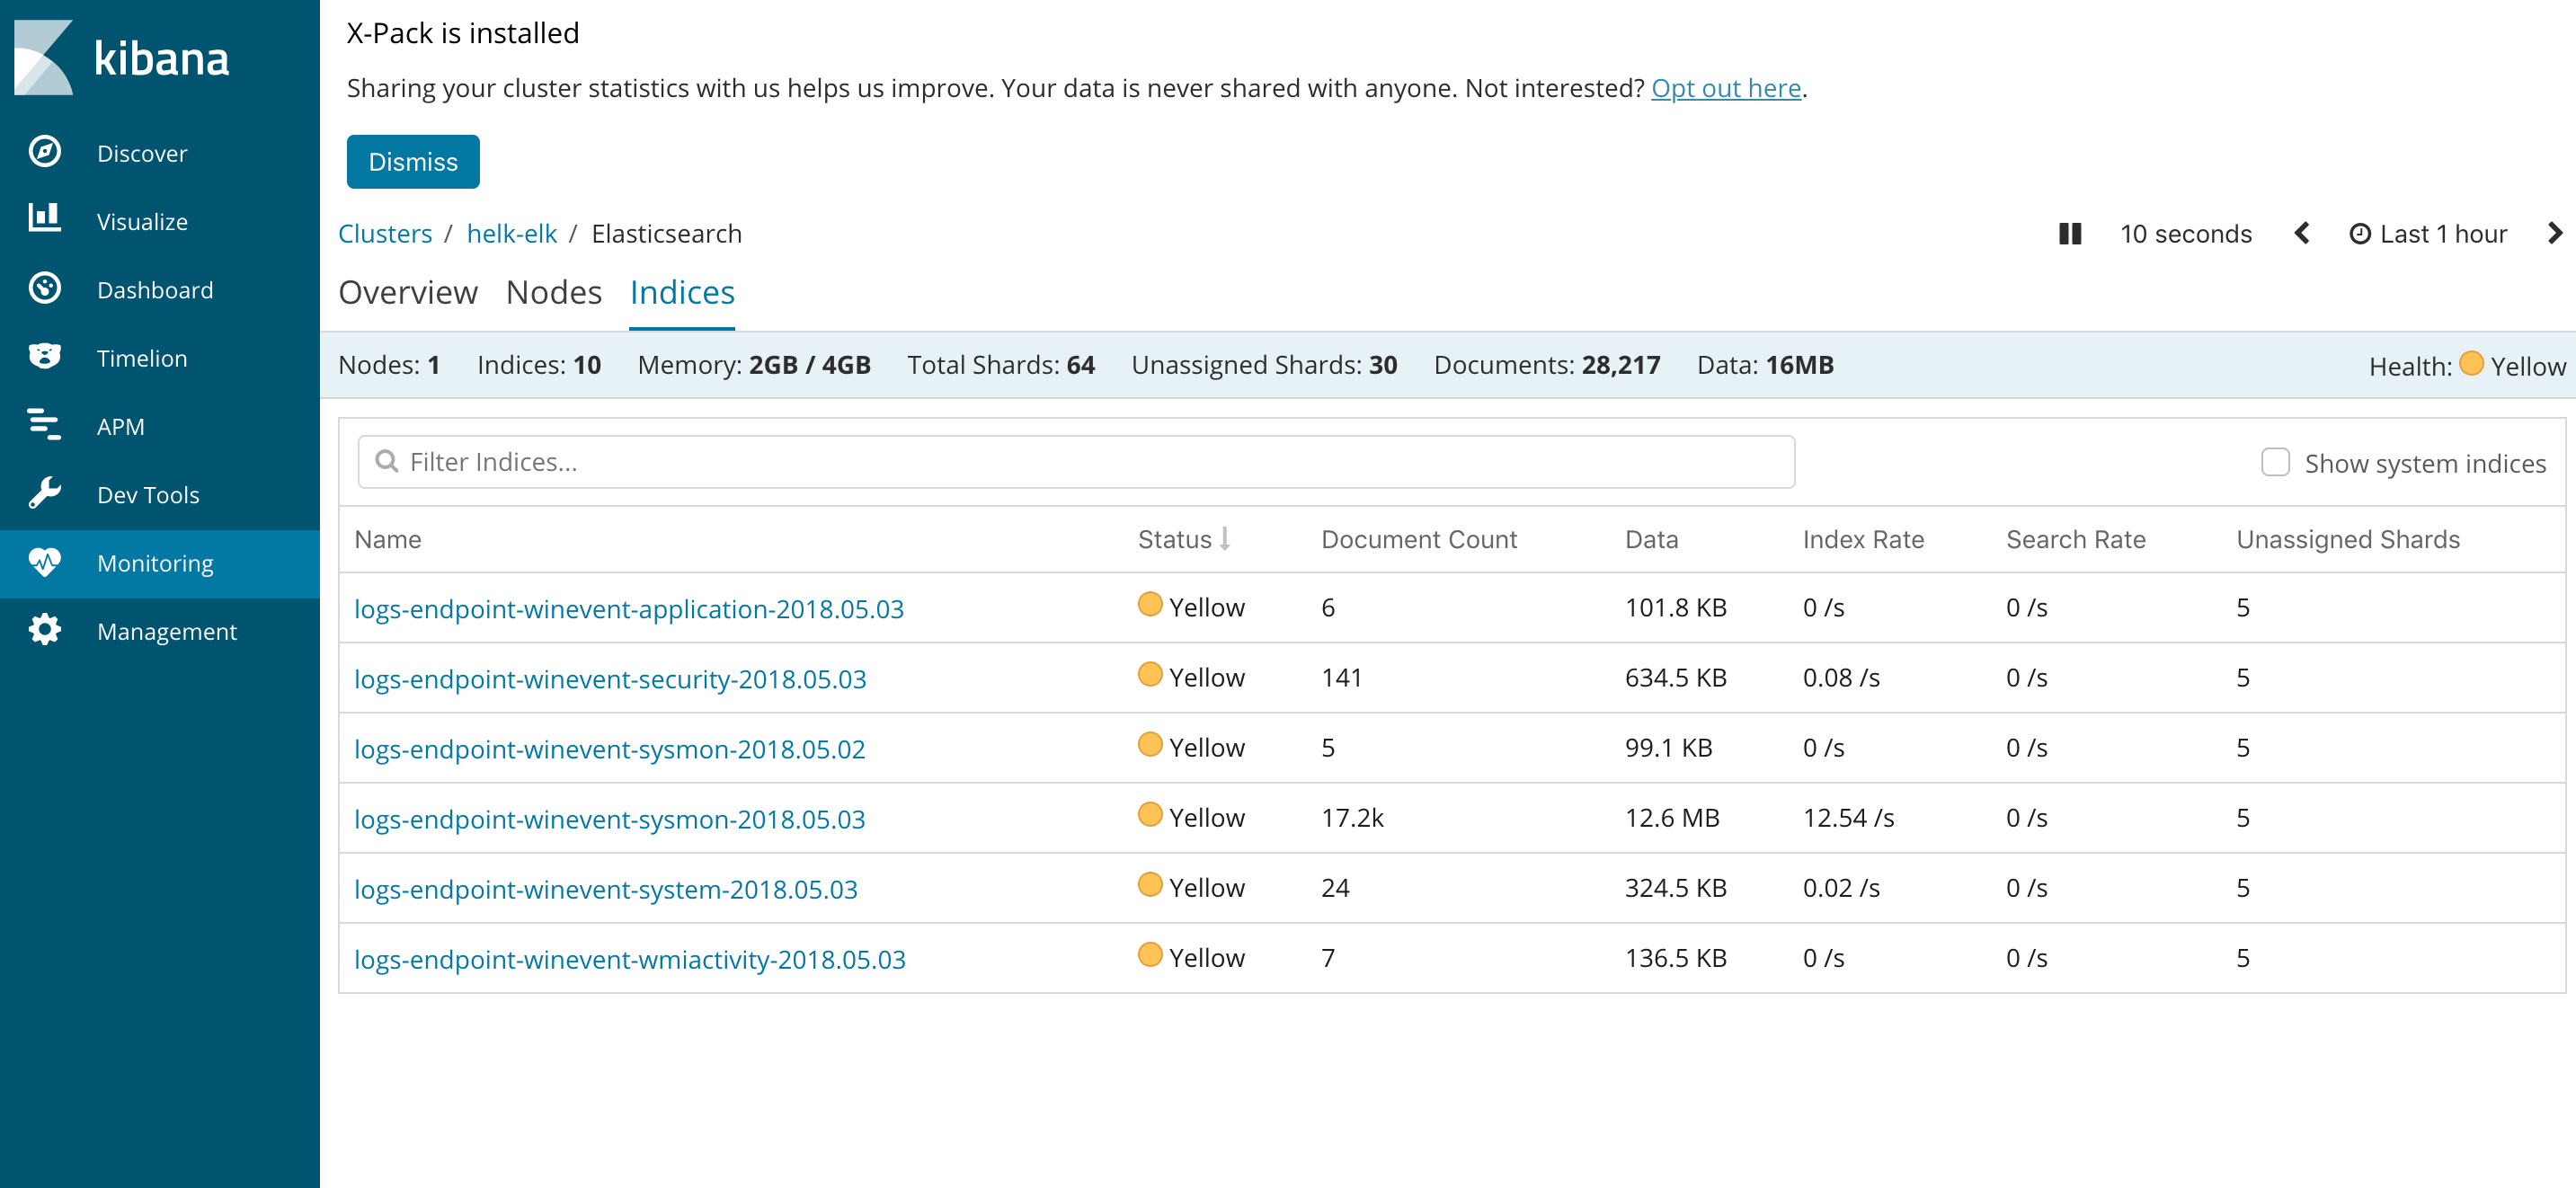 kibana
Discover
Visualize
Dashboard
Timelion
APM
Dev Tools
Monitoring
Management
X-Pack is installed
Sharing your cluster statistics with us helps us improve. Your data is never shared with anyone. Not interested? Opt out here.
Dismiss
Clusters / helk-elk / Elasticsearch 10 seconds Last 1 hour
Overview Nodes Indices
Nodes: 1 Indices: 10 Memory: 2GB / 4GB Total Shards: 64 Unassigned Shards: 30 Documents: 28,217 Data: 16MB Health: Yellow
Filter Indices... Show system indices
Name Status Document Count Data Index Rate Search Rate Unassigned Shards
logs-endpoint-winevent-application-2018.05.03 Yellow 6 101.8 KB 0 /s 0 /s 5
logs-endpoint-winevent-security-2018.05.03 Yellow 141 634.5 KB 0.08 /s 0 /s 5
logs-endpoint-winevent-sysmon-2018.05.02 Yellow 5 99.1 KB 0 /s 0 /s 5
logs-endpoint-winevent-sysmon-2018.05.03 Yellow 17.2k 12.6 MB 12.54 /s 0 /s 5
logs-endpoint-winevent-system-2018.05.03 Yellow 24 324.5 KB 0.02 /s 0 /s 5
logs-endpoint-winevent-wmiactivity-2018.05.03 Yellow 7 136.5 KB 0 /s 0 /s 5